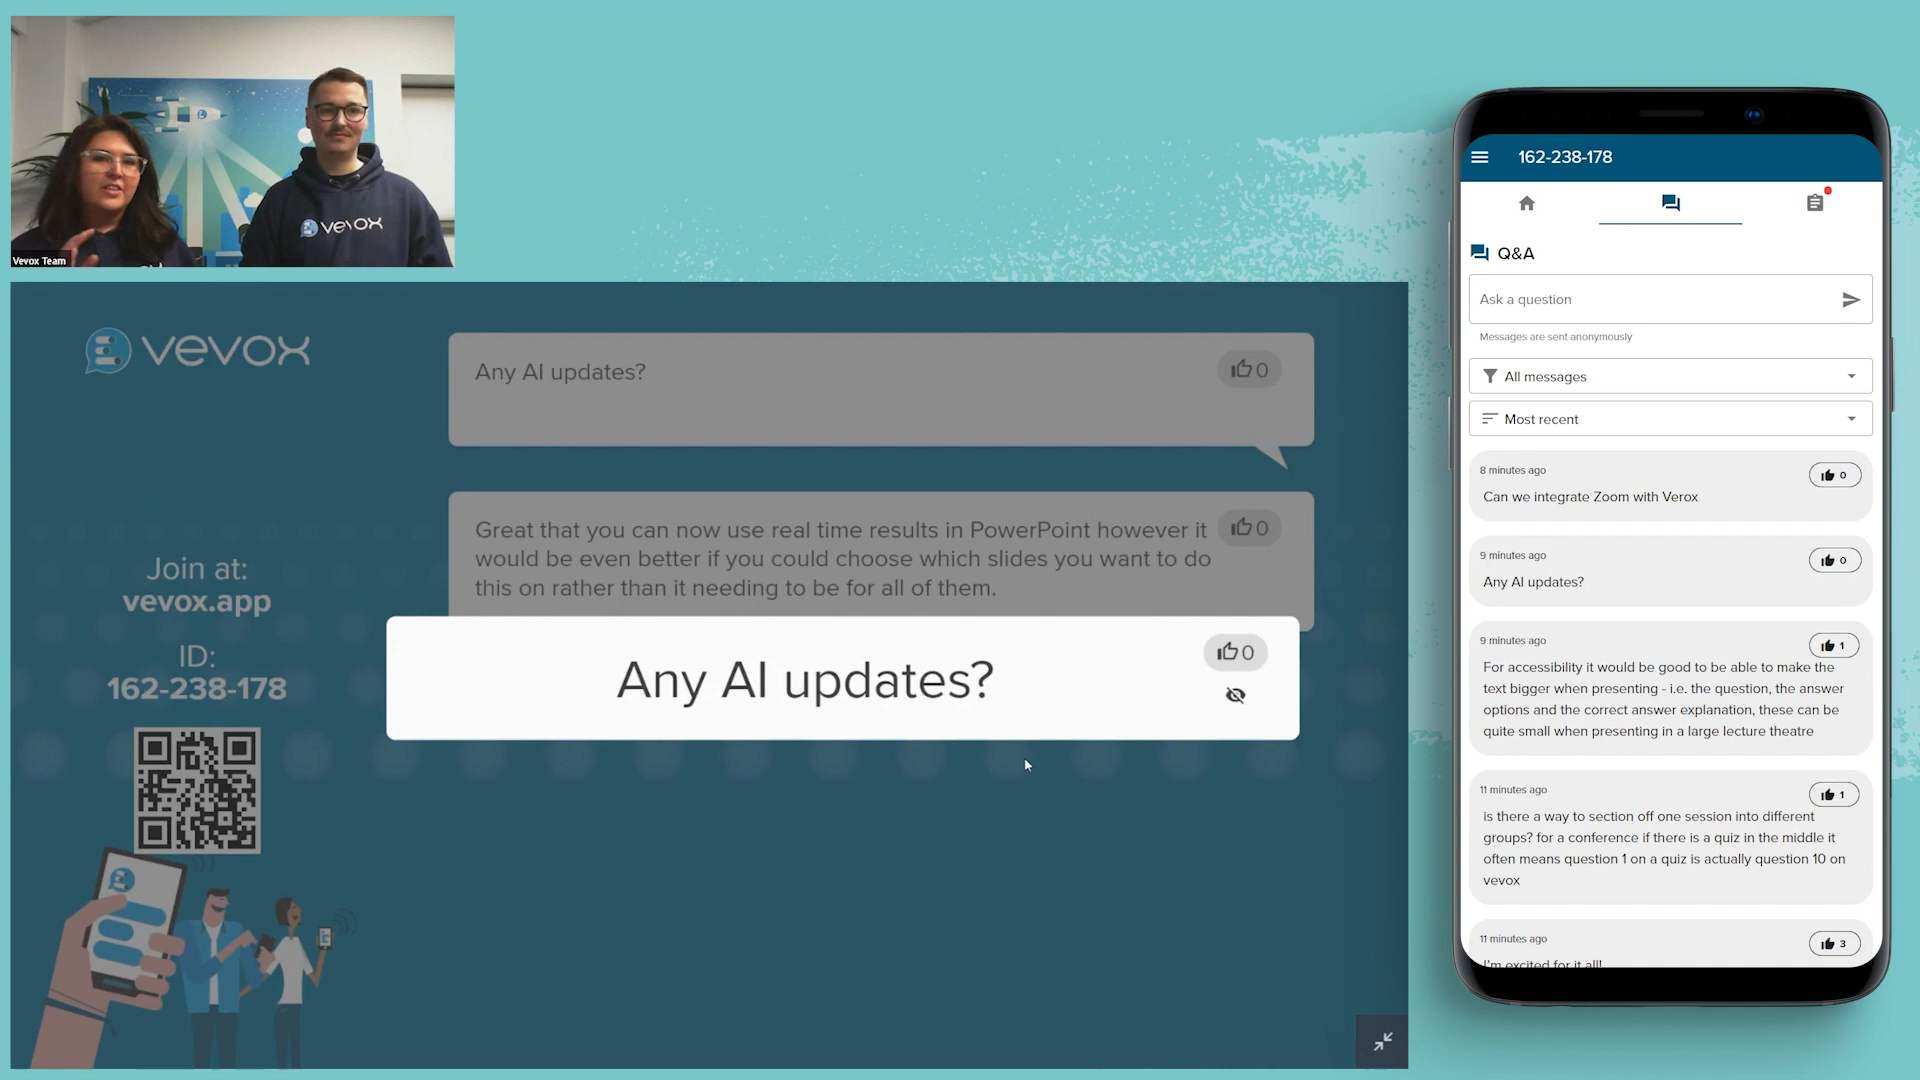 vevox
Vevox Team
vevox
Any AI updates?
0
Great that you can now use real time results in PowerPoint however it
would be even better if you could choose which slides you want to do
this on rather than it needing to be for all of them.
0
Any AI updates?
0
Join at:
vevox.app
ID:
162-238-178
162-238-178
Q&A
Ask a question
Messages are sent anonymously
All messages
Most recent
8 minutes ago
0
Can we integrate Zoom with Verox
9 minutes ago
0
Any AI updates?
9 minutes ago
1
For accessibility it would be good to be able to make the
text bigger when presenting - i.e. the question, the answer
options and the correct answer explanation, these can be
quite small when presenting in a large lecture theatre
11 minutes ago
1
is there a way to section off one session into different
groups? for a conference if there is a quiz in the middle it
often means question 1 on a quiz is actually question 10 on
vevox
11 minutes ago
3
I'm excited for it all!